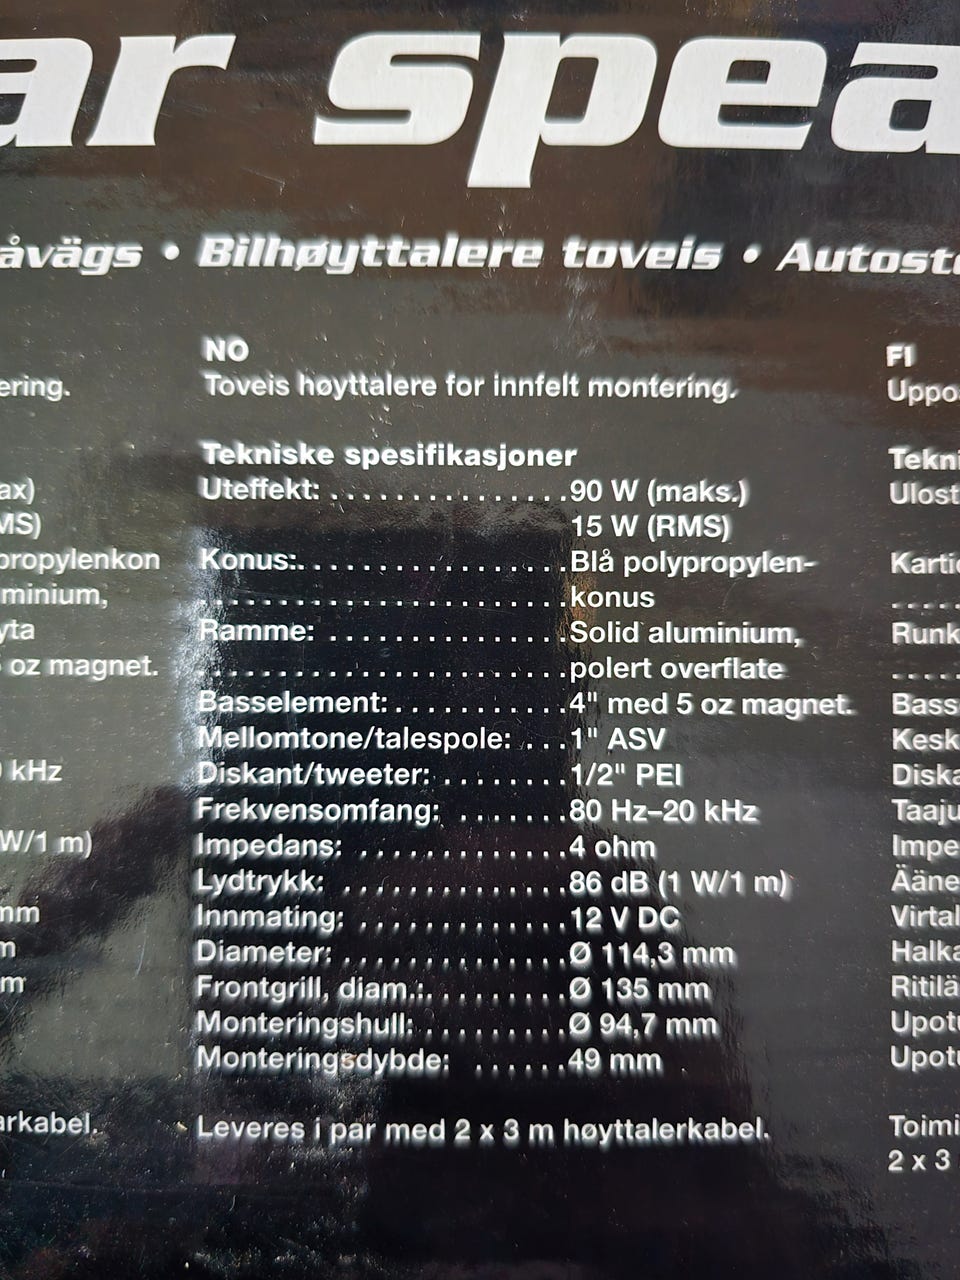 ar spea
åvägs • Bilhøyttalere toveis • Autosto
ering.
ax)
MS)
propylenkon
minium,
yta
oz magnet.
kHz
W/1 m)
mm
m
m
arkabel.
NO
Toveis høyttalere for innfelt montering.
Tekniske spesifikasjoner
Uteffekt: . . . . . . . . . . . . . . . 90 W (maks.)
15 W (RMS)
Konus:. . . . . . . . . . . . . . . . . Blå polypropylen-
. . . . . . . . . . . . . . . . . . . . . . . konus
Ramme: . . . . . . . . . . . . . . . Solid aluminium,
. . . . . . . . . . . . . . . . . . . . . . . polert overflate
Basselement: . . . . . . . . . . . 4" med 5 oz magnet.
Mellomtone/talespole: . . . 1" ASV
Diskant/tweeter: . . . . . . . . 1/2" PEI
Frekvensomfang: . . . . . . . 80 Hz–20 kHz
Impedans: . . . . . . . . . . . . . 4 ohm
Lydtrykk: . . . . . . . . . . . . . . 86 dB (1 W/1 m)
Innmating: . . . . . . . . . . . . . 12 V DC
Diameter: . . . . . . . . . . . . . . Ø 114,3 mm
Frontgrill, diam.:. . . . . . . . . Ø 135 mm
Monteringshull: . . . . . . . . . Ø 94,7 mm
Monteringsdybde: . . . . . . 49 mm
Leveres i par med 2 x 3 m høyttalerkabel.
FI
Uppo
Tekni
Ulost
Kartio
. . . . .
Runk
. . . . .
Bass
Kesk
Diska
Taaju
Impe
Ääne
Virtal
Halka
Ritilä
Upotu
Upotu
Toimi
2 x 3